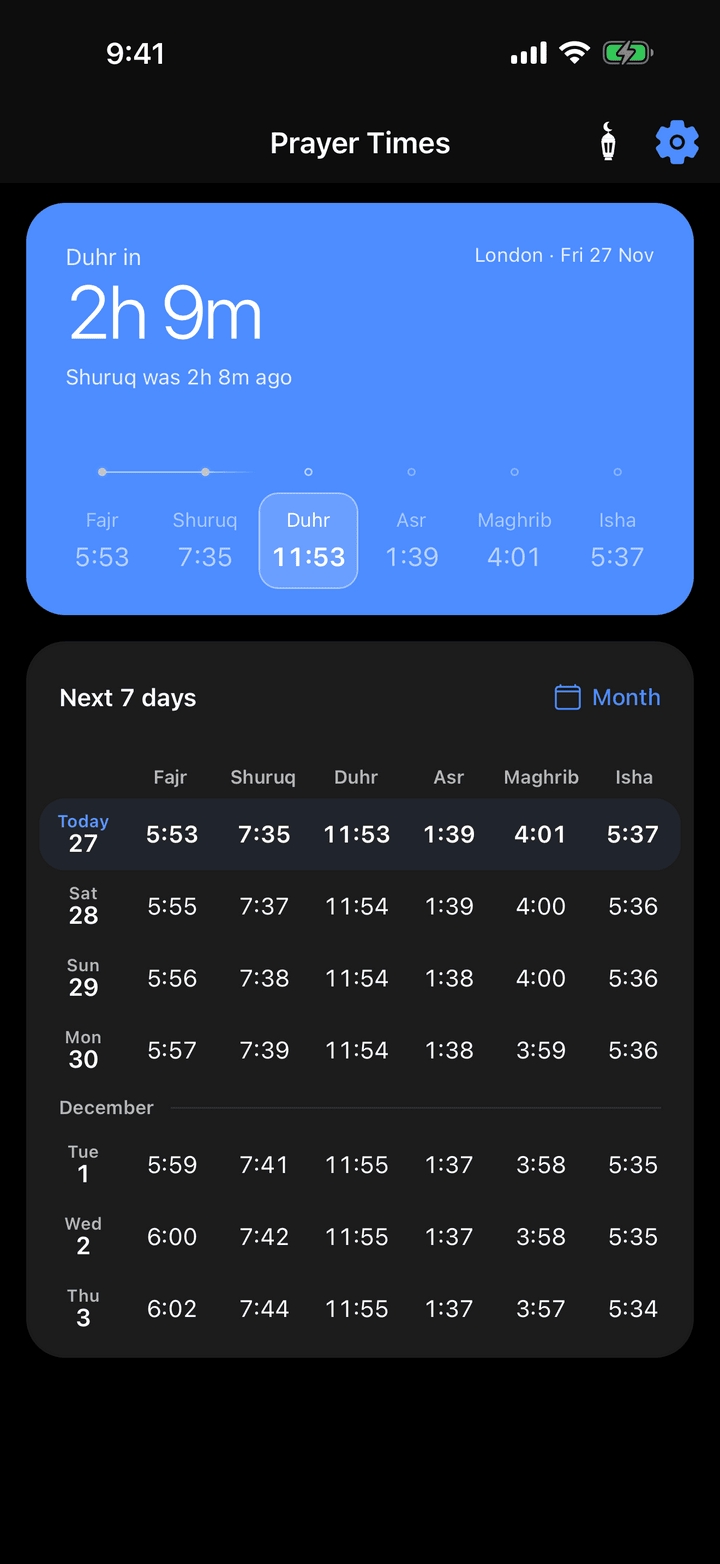 9:41
Prayer Times
Duhr in
London · Fri 27 Nov
2h 9m
Shuruq was 2h 8m ago
Fajr Shuruq Duhr Asr Maghrib Isha
5:53 7:35 11:53 1:39 4:01 5:37
Next 7 days Month
Fajr Shuruq Duhr Asr Maghrib Isha
Today
27 5:53 7:35 11:53 1:39 4:01 5:37
Sat
28 5:55 7:37 11:54 1:39 4:00 5:36
Sun
29 5:56 7:38 11:54 1:38 4:00 5:36
Mon
30 5:57 7:39 11:54 1:38 3:59 5:36
December
Tue
1 5:59 7:41 11:55 1:37 3:58 5:35
Wed
2 6:00 7:42 11:55 1:37 3:58 5:35
Thu
3 6:02 7:44 11:55 1:37 3:57 5:34